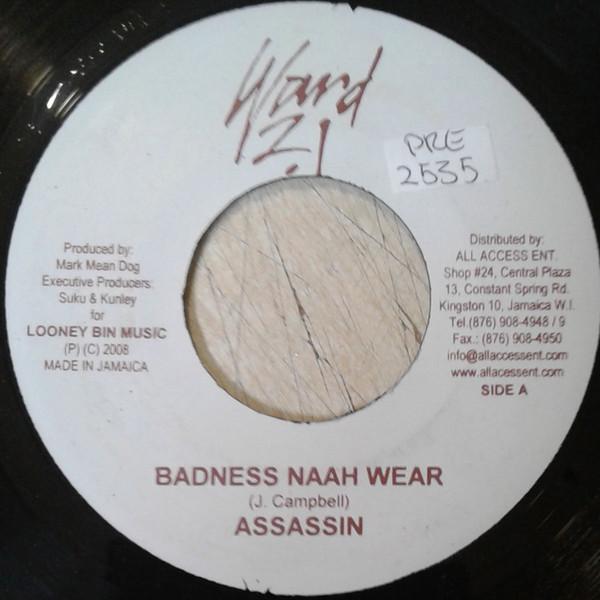 Ward
21
PRE
2535
Produced by:
Mark Mean Dog
Executive Producers:
Suku & Kunley
for
LOONEY BIN MUSIC
(P) (C) 2008
MADE IN JAMAICA
Distributed by:
ALL ACCESS ENT.
Shop #24, Central Plaza
13, Constant Spring Rd.
Kingston 10, Jamaica W.I.
Tel.(876) 908-4948 / 9
Fax.: (876) 908-4950
info@allaccessent.com
www.allacessent.com
SIDE A
BADNESS NAAH WEAR
(J. Campbell)
ASSASSIN